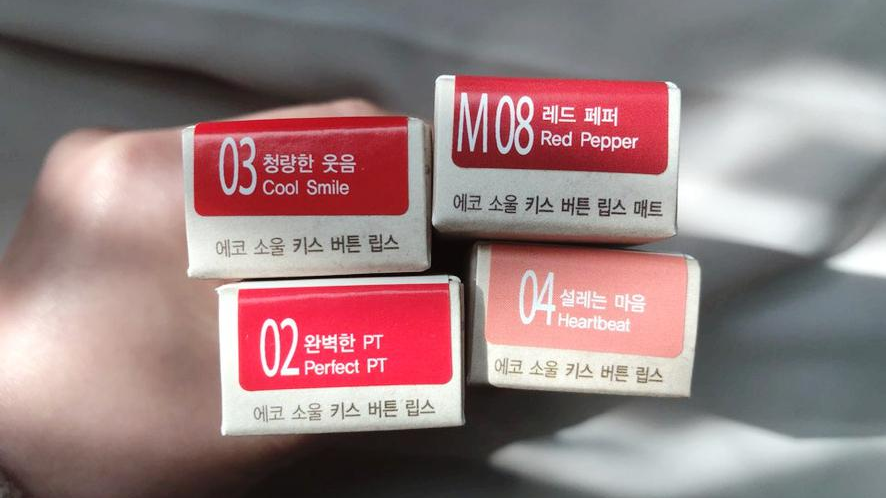 03 청량한 웃음
Cool Smile
에코 소울 키스 버튼 립스
M08 레드 페퍼
Red Pepper
에코 소울 키스 버튼 립스 매트
02 완벽한 PT
Perfect PT
에코 소울 키스 버튼 립스
04 설레는 마음
Heartbeat
에코 소울 키스 버튼 립스